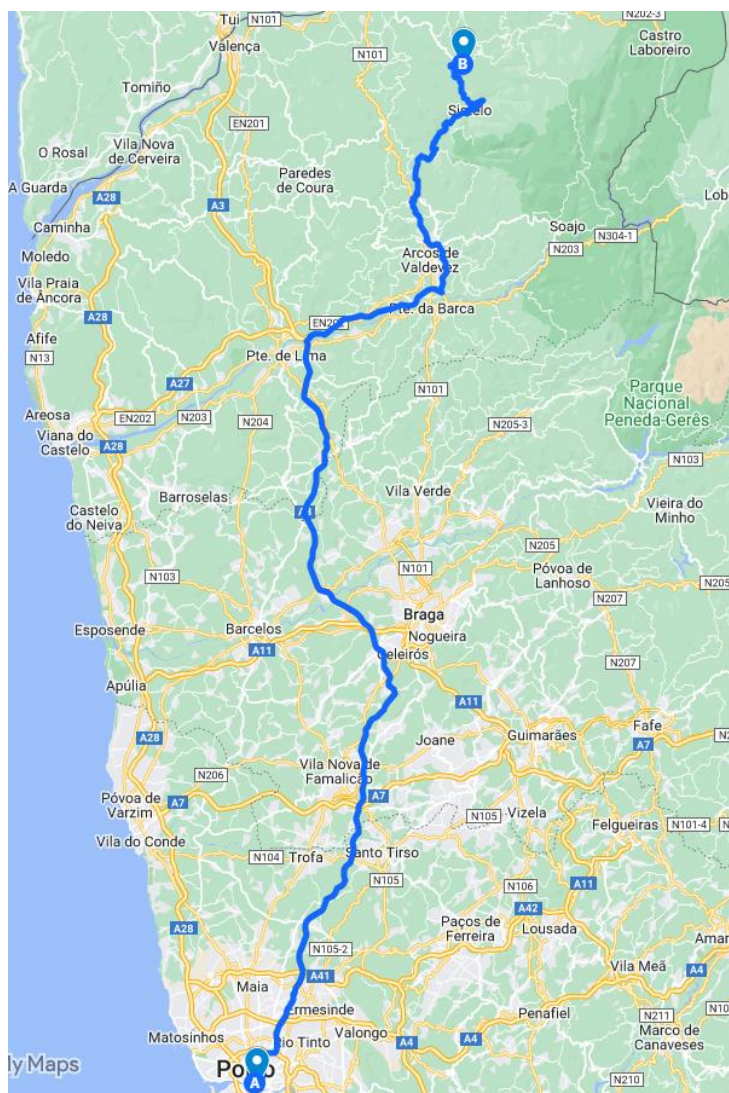 Tui
N101
N202-3
Castro
Laboreiro
Valença
B
N101
Tomiño
Sistelo
EN201
O Rosal
Vila Nova
de Cerveira
Paredes
de Coura
A Guarda
A28
A3
Caminha
Lob
Soajo
N304-1
Moledo
N203
Arcos de
Valdevez
Vila Praia
de Âncora
A28
EN202
Pte. da Barca
Afife
N13
Pte. de Lima
A27
N101
Parque
Nacional
Peneda-Gerês
Areosa
EN202
N203
N204
Viana do
Castelo
A28
N205-3
N103
Barroselas
Vila Verde
Castelo
do Neiva
A3
Vieira do
Minho
N205
N103
N101
Póvoa de
Lanhoso
N205
N207
Esposende
Barcelos
Braga
Nogueira
A11
Celeirós
N207
Apúlia
A11
Fafe
A28
Joane
Guimarães
A7
N2
Vila Nova de
Famalicão
N206
A7
A7
Póvoa de
Varzim
N105
Vizela
N101-4
Felgueiras
Vila do Conde
N104
Trofa
Santo Tirso
N105
N106
A11
A42
Paços de
Ferreira
Lousada
A28
N105-2
Amar
A41
Vila Meã
A4
Maia
Ermesinde
Penafiel
N10
Matosinhos
Valongo
N211
Rio Tinto
A4
Marco de
Canaveses
ly Maps
Porto
A
N210